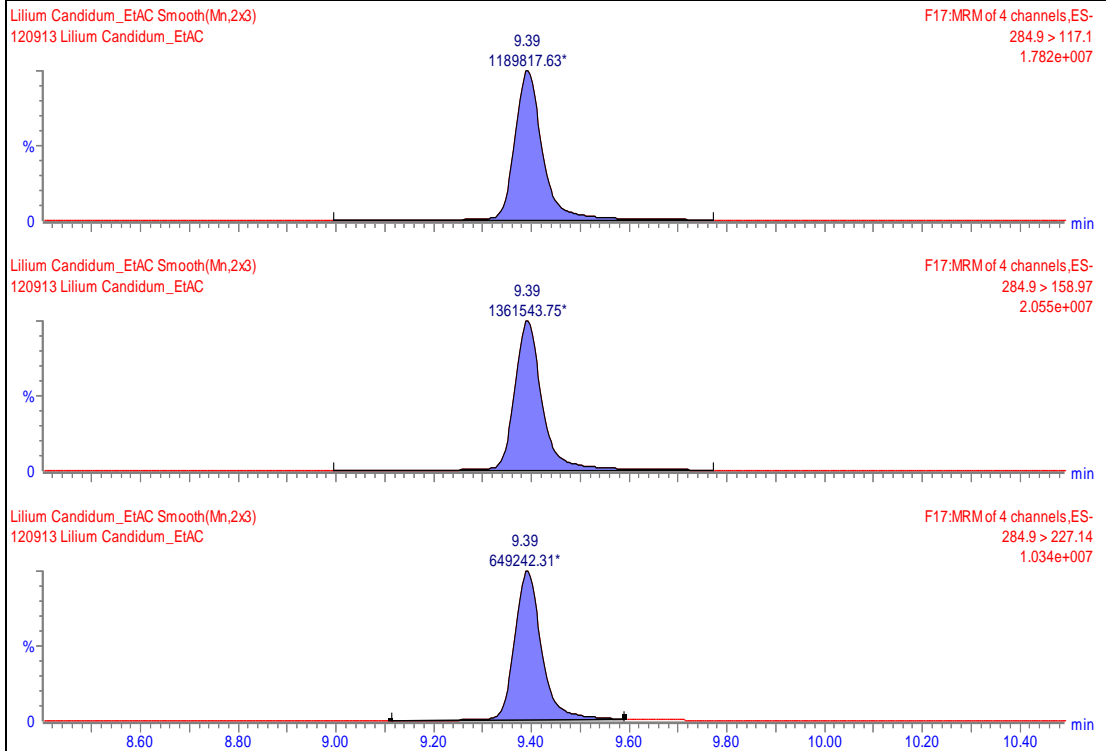 Lilium Candidum_EtAC Smooth(Mn,2x3)
120913 Lilium Candidum_EtAC
F17:MRM of 4 channels,ES-
284.9 > 117.1
1.782e+007
9.39
1189817.63*
%
0
min
Lilium Candidum_EtAC Smooth(Mn,2x3)
120913 Lilium Candidum_EtAC
F17:MRM of 4 channels,ES-
284.9 > 158.97
2.055e+007
9.39
1361543.75*
%
0
min
Lilium Candidum_EtAC Smooth(Mn,2x3)
120913 Lilium Candidum_EtAC
F17:MRM of 4 channels,ES-
284.9 > 227.14
1.034e+007
9.39
649242.31*
%
0
min
8.60 8.80 9.00 9.20 9.40 9.60 9.80 10.00 10.20 10.40